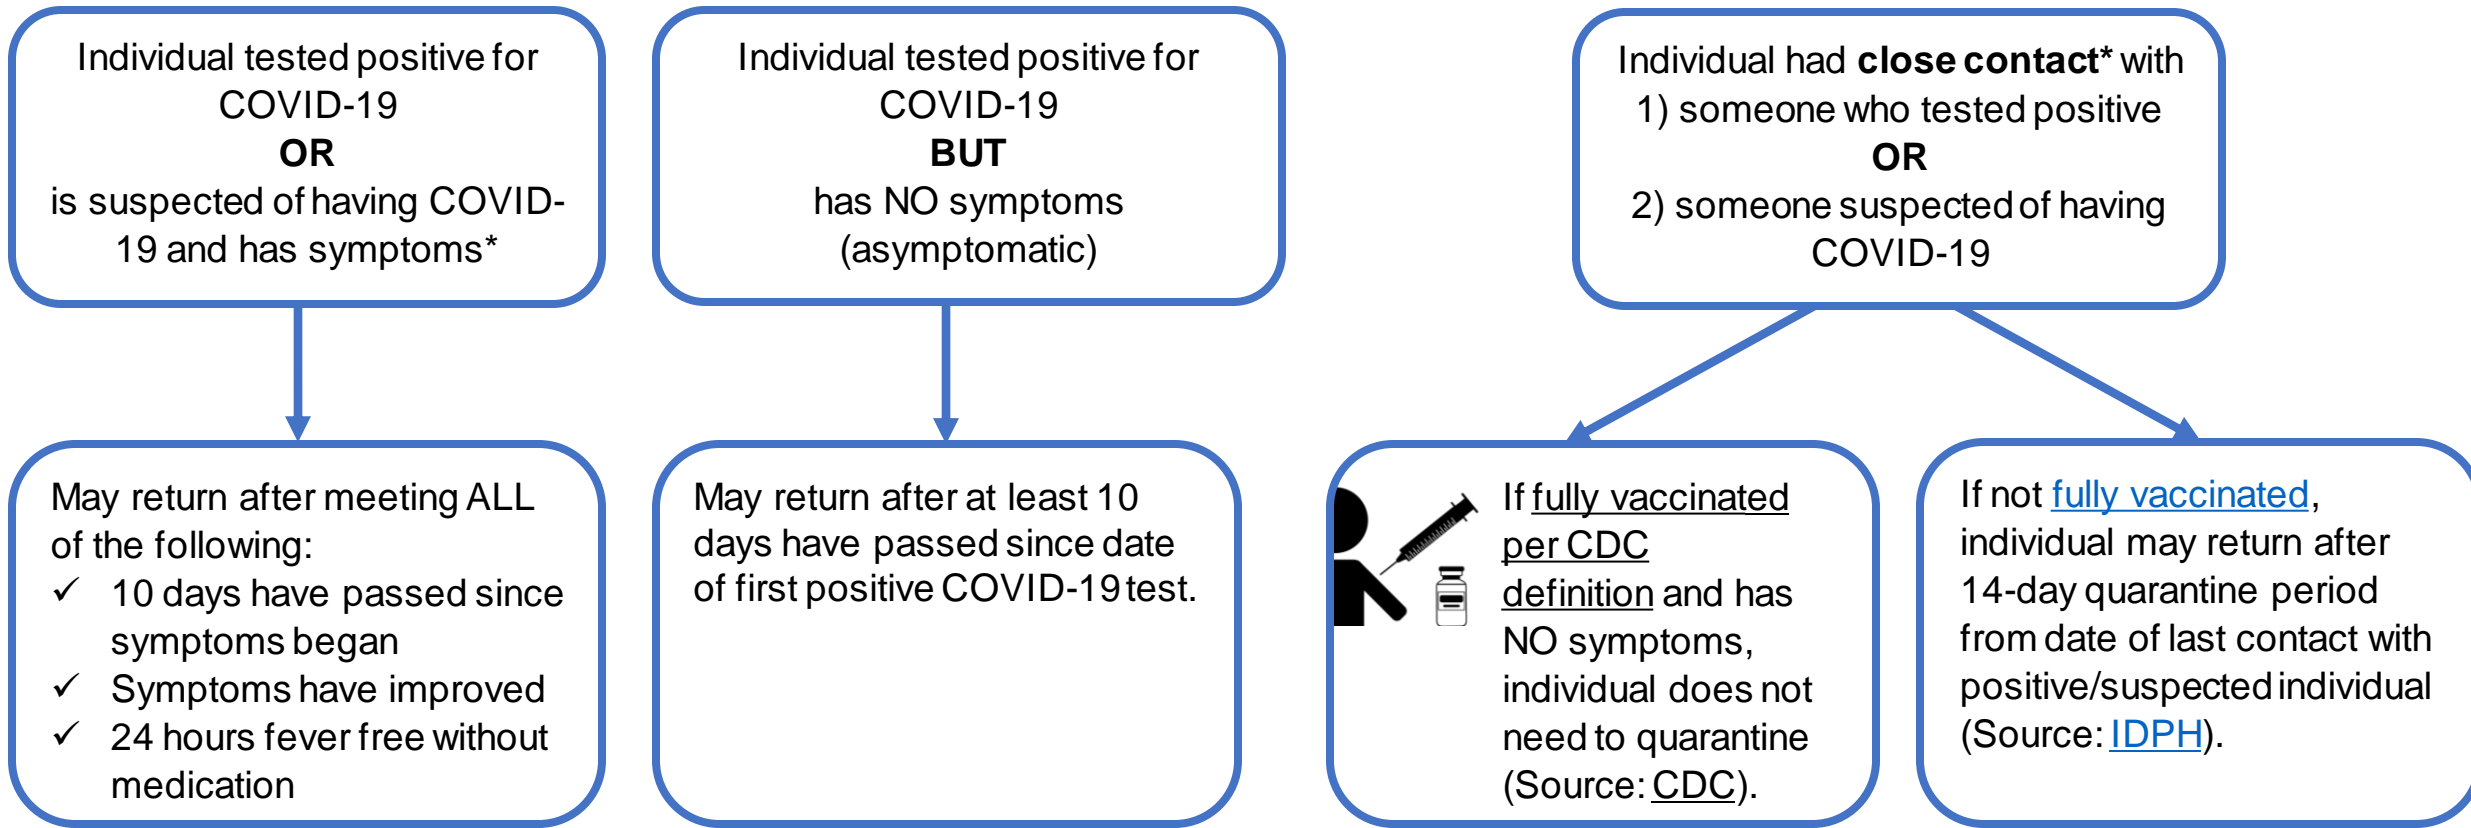 Individual tested positive for
COVID-19
OR
is suspected of having COVID-
19 and has symptoms*
Individual tested positive for
COVID-19
BUT
has NO symptoms
(asymptomatic)
Individual had close contact* with
1) someone who tested positive
OR
2) someone suspected of having
COVID-19
May return after meeting ALL
of the following:
✓ 10 days have passed since
symptoms began
✓ Symptoms have improved
✓ 24 hours fever free without
medication
May return after at least 10
days have passed since date
of first positive COVID-19 test.
If fully vaccinated
per CDC
definition and has
NO symptoms,
individual does not
need to quarantine
(Source: CDC).
If not fully vaccinated,
individual may return after
14-day quarantine period
from date of last contact with
positive/suspected individual
(Source: IDPH).